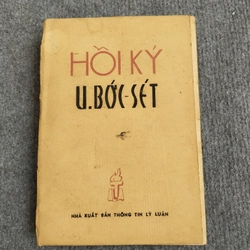 HỒI KÝ
U.BỚC-SÉT
NHÀ XUẤT BẢN THÔNG TIN LÝ LUẬN